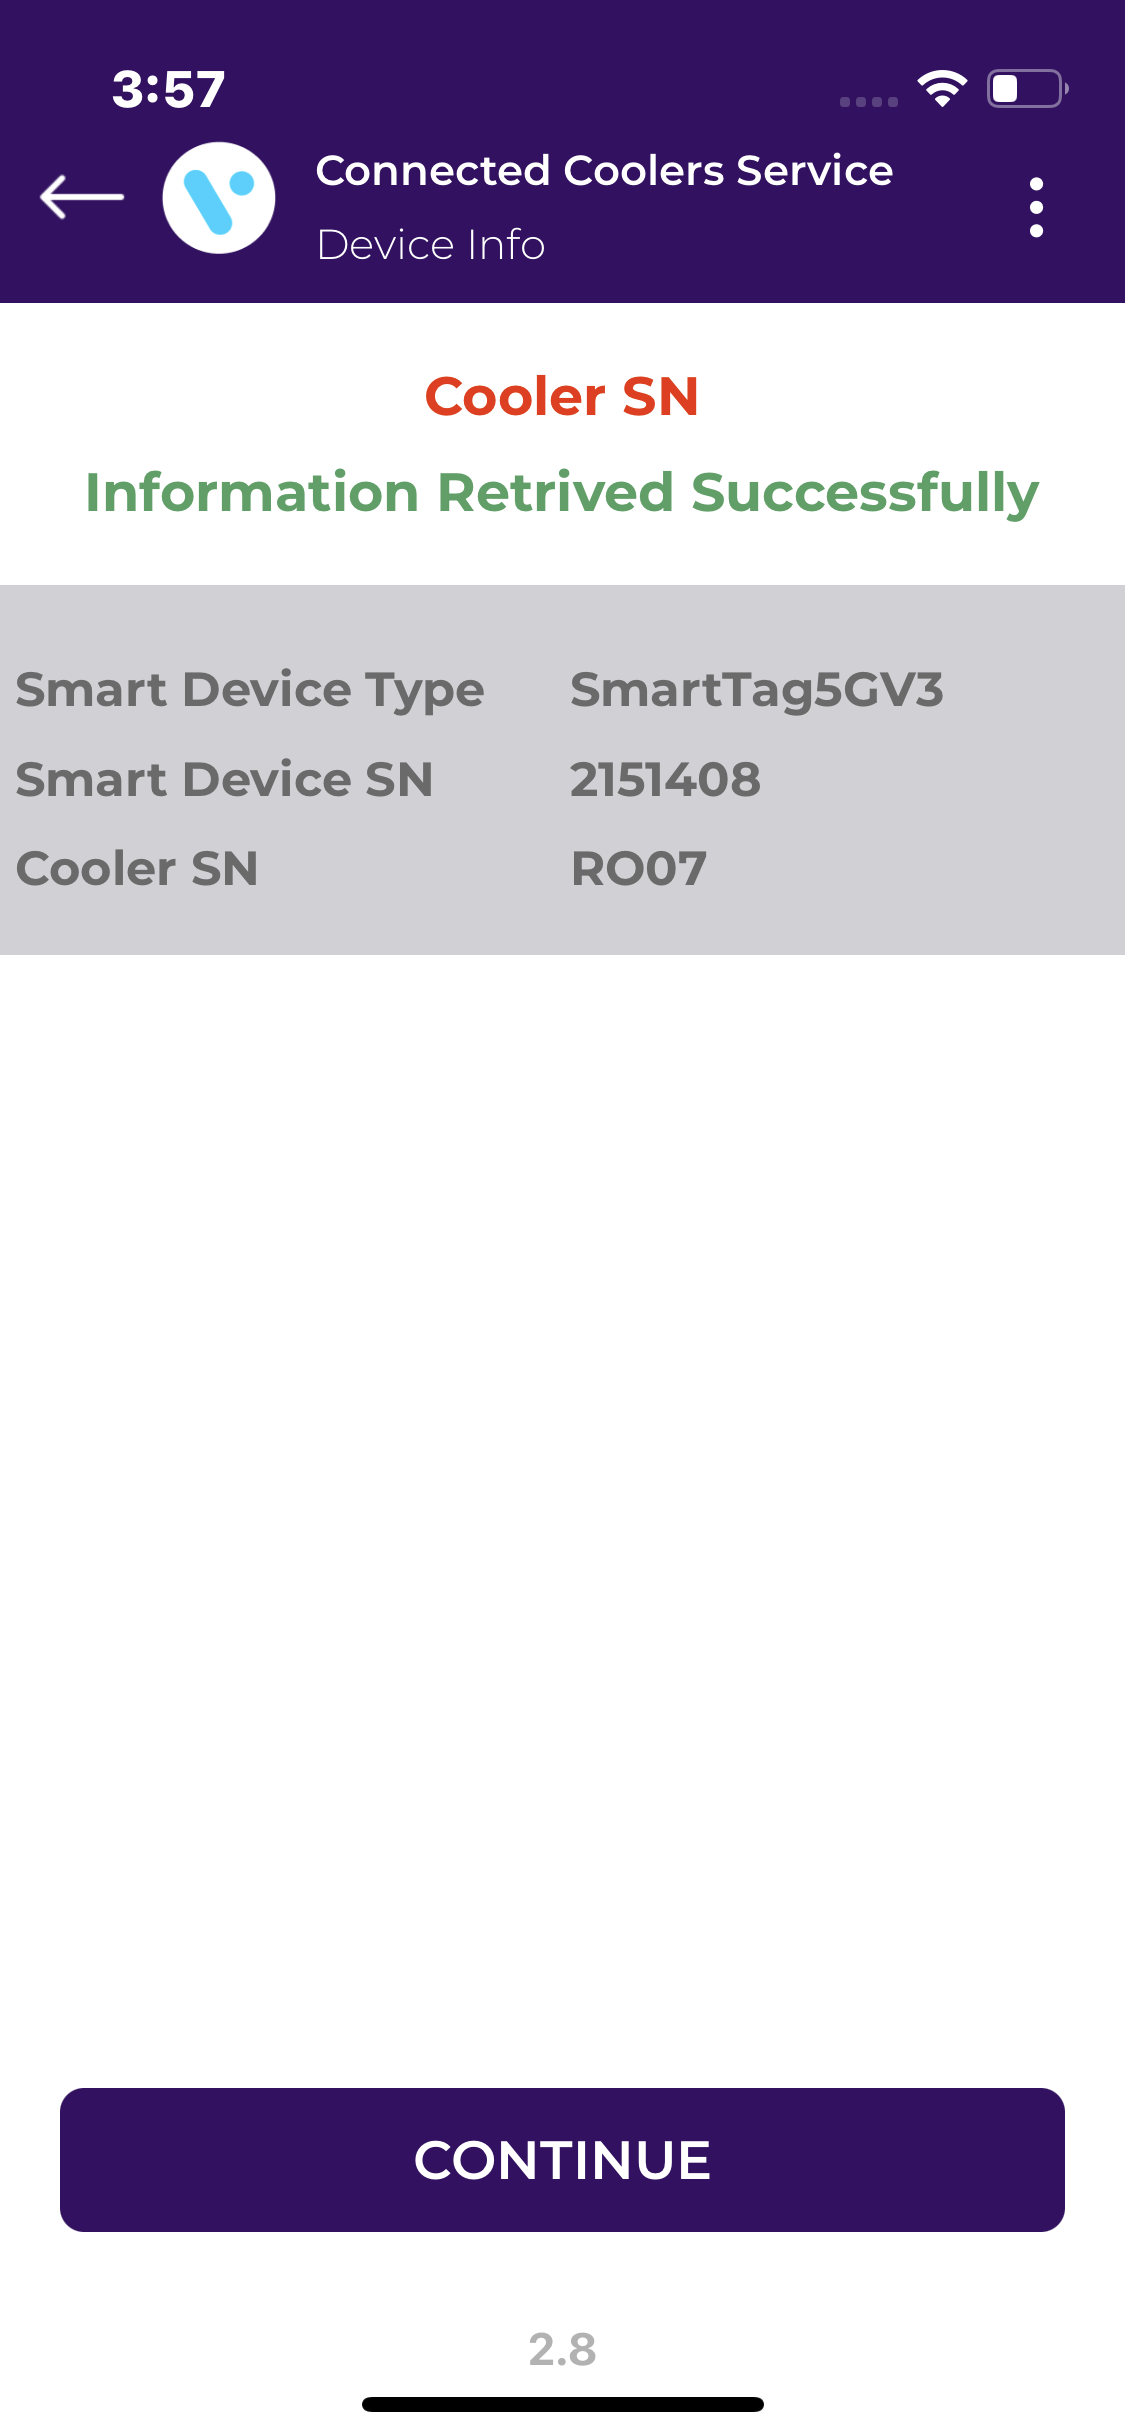 3:57
Connected Coolers Service
Device Info
Cooler SN
Information Retrived Successfully
Smart Device Type SmartTag5GV3
Smart Device SN 2151408
Cooler SN RO07
CONTINUE
2.8